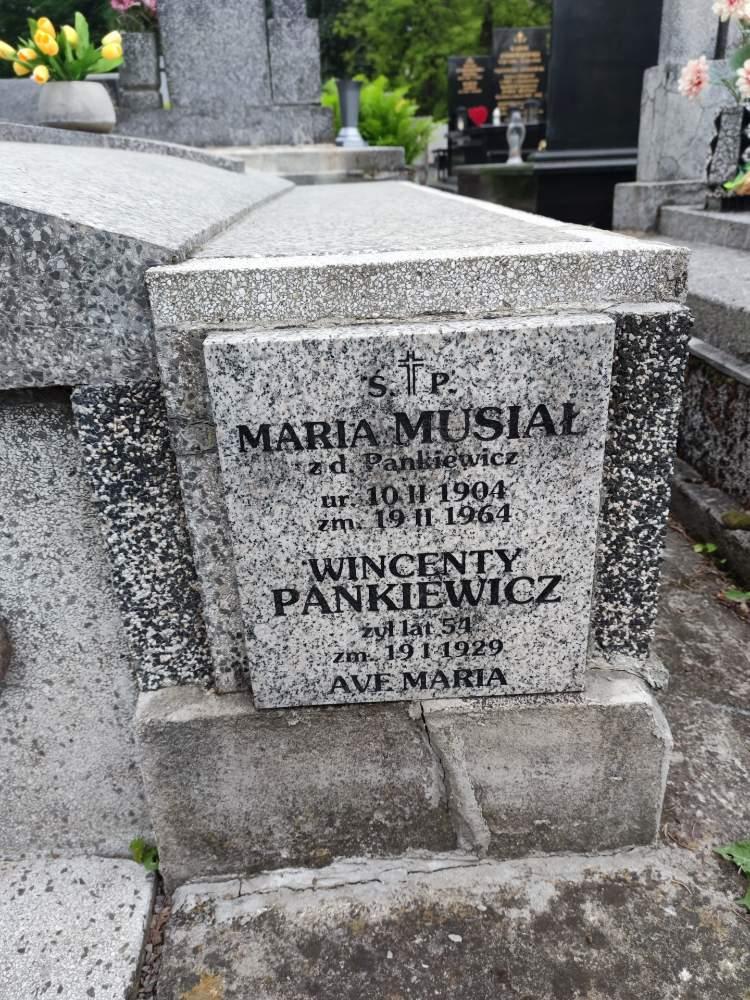 Ś. P.
MARIA MUSIAŁ
z d. Pankiewicz
ur. 10 II 1904
zm. 19 II 1964
WINCENTY
PANKIEWICZ
żył lat 54
zm. 19 I 1929
AVE MARIA